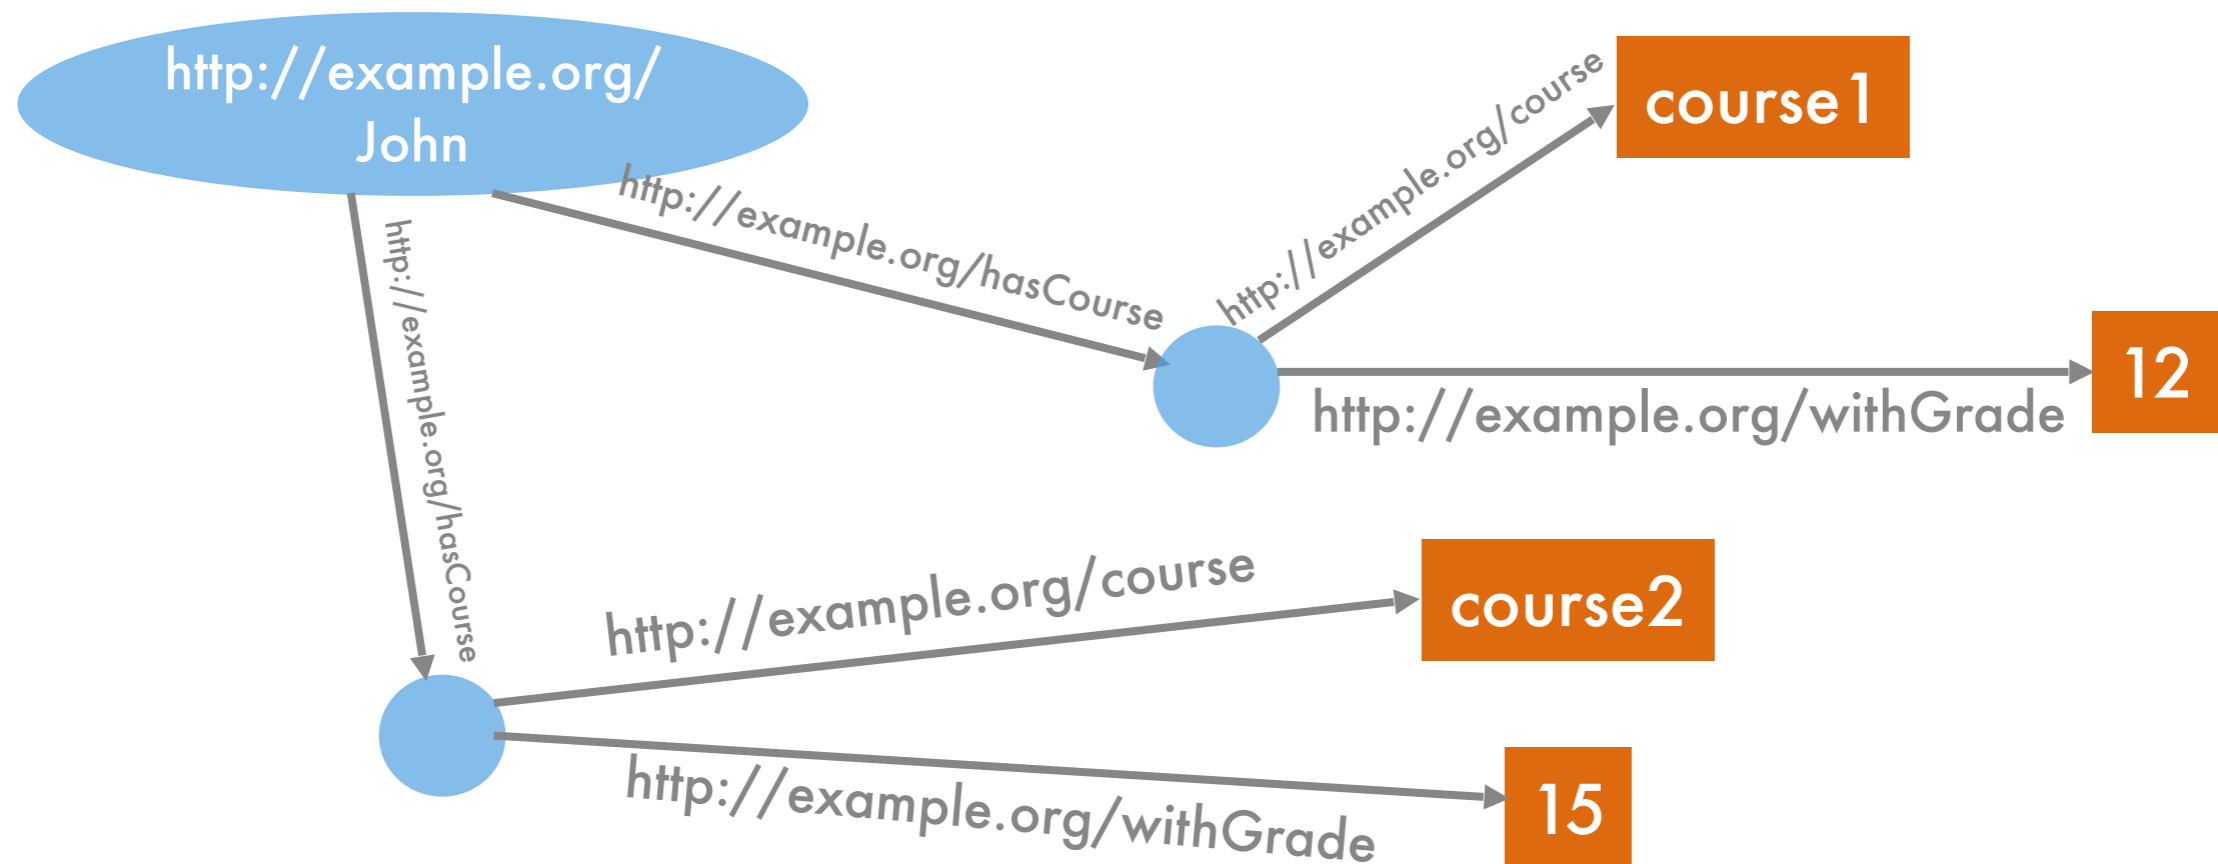 http://example.org/
John
http://example.org/hasCourse
http://example.org/course
course1
http://example.org/withGrade
12
http://example.org/hasCourse
http://example.org/course
course2
http://example.org/withGrade
15